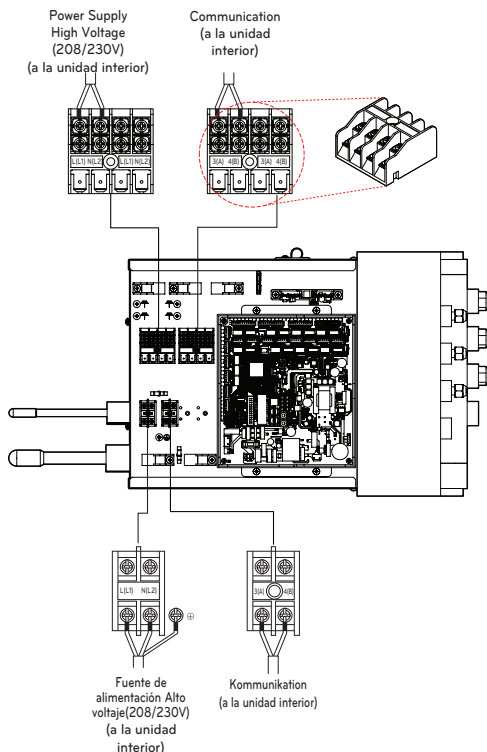 Power Supply
High Voltage
(208/230V)
(a la unidad interior)
Communication
(a la unidad
interior)
L(L1) N(L2) L(L1) N(L2)
3(A) 4(B) 3(A) 4(B)
L(L1) N(L2)
3(A) 4(B)
Fuente de
alimentación Alto
voltaje(208/230V)
(a la unidad
interior)
Kommunikation
(a la unidad interior)